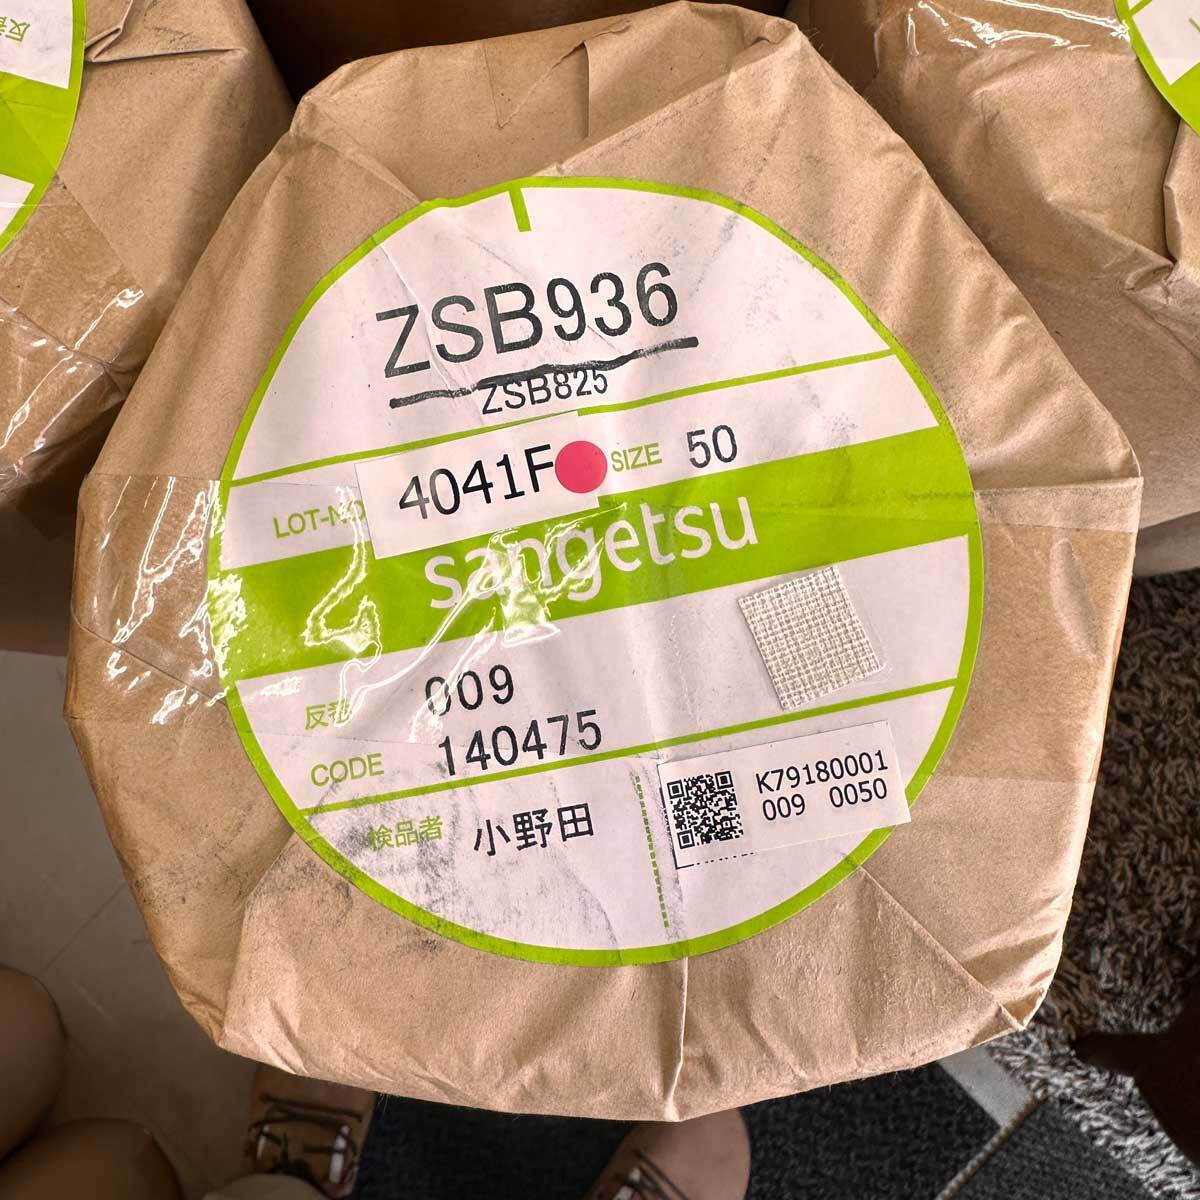 ZSB936
ZSB825
LOT-NO 4041F SIZE 50
sangetsu
反番 009
CODE 140475
検品者 小野田
K79180001
009 0050